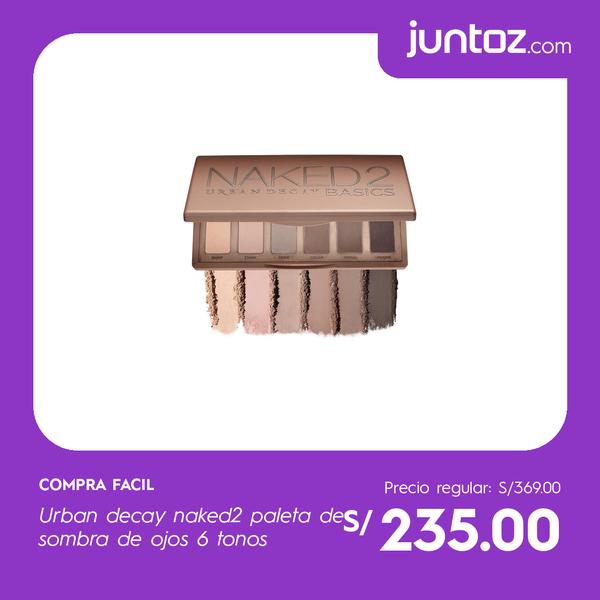 juntoz.com
NAKED2
URBAN DECAY BASICS
COMPRA FACIL
Precio regular: S/369.00
Urban decay naked2 paleta de
sombra de ojos 6 tonos
S/ 235.00